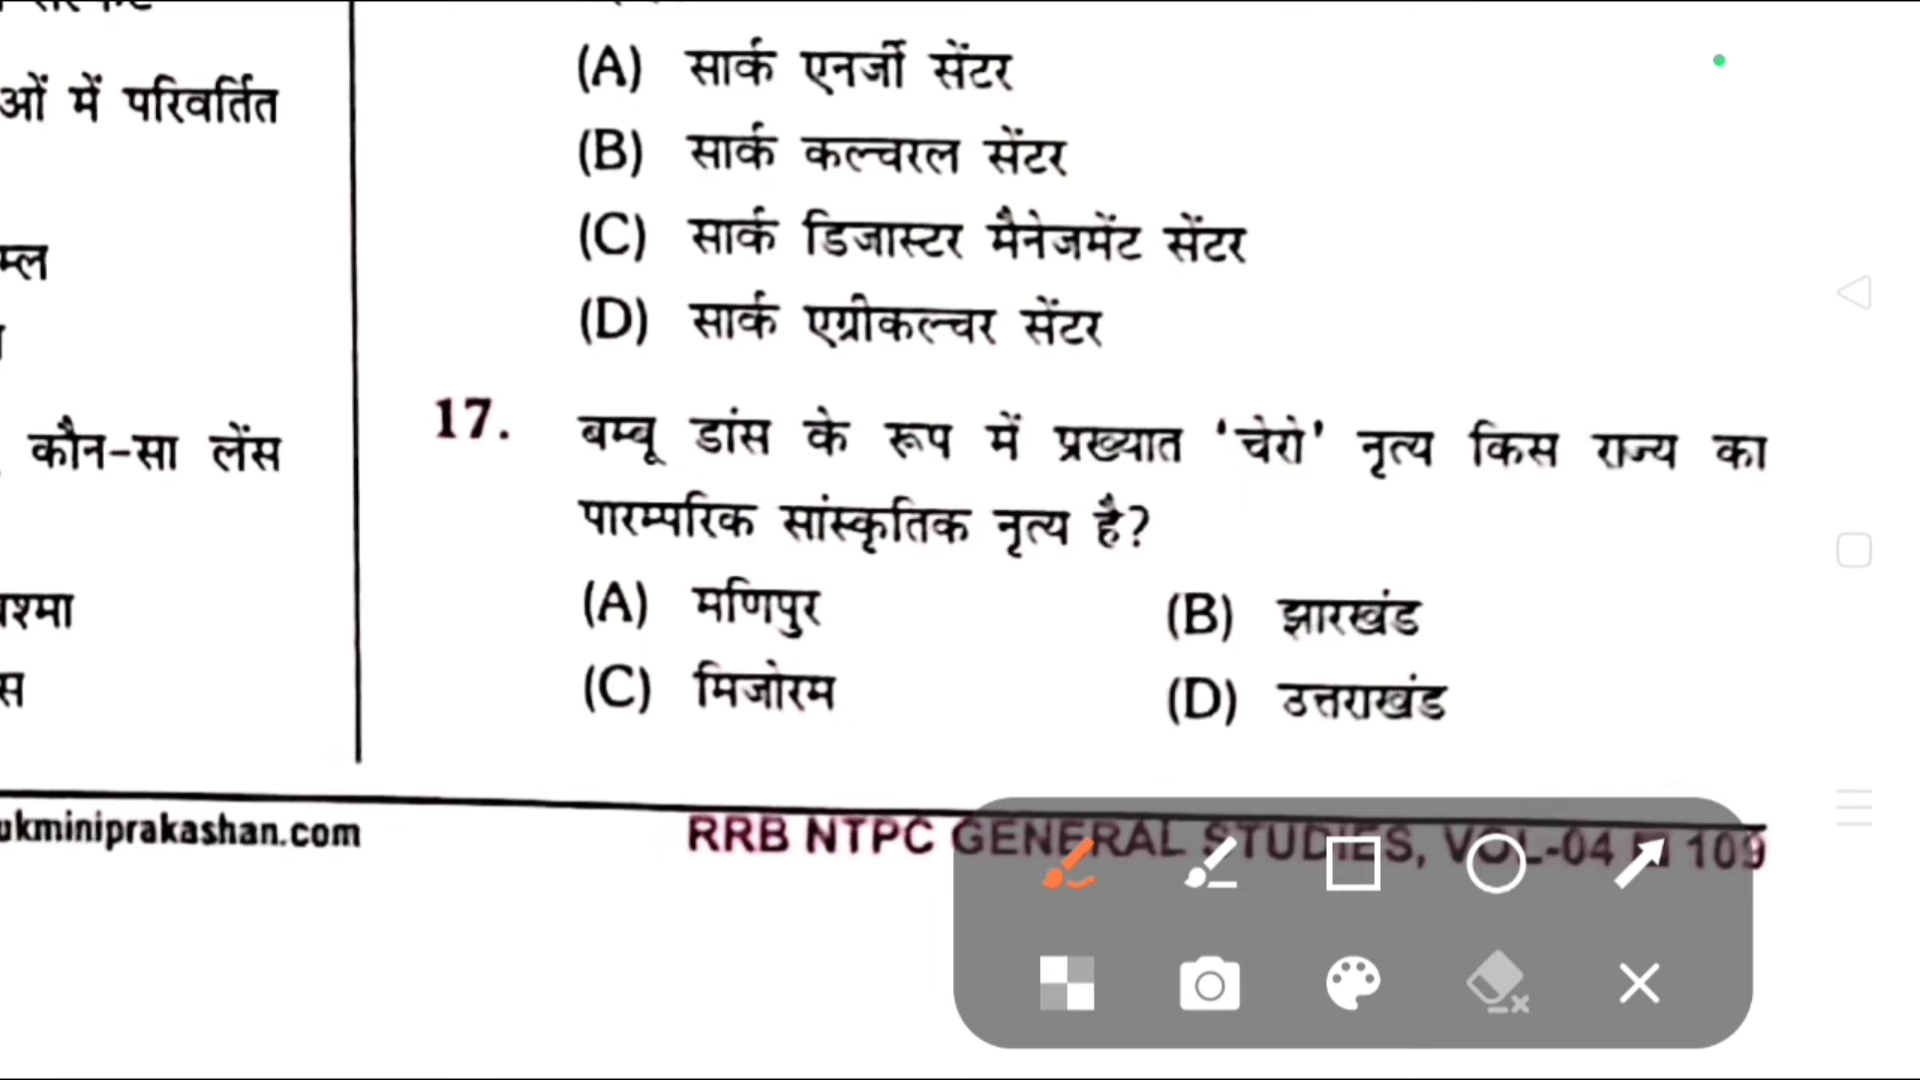 ओं में परिवर्तित
म्ल
कौन-सा लेंस
श्मा
स
(A) सार्क एनर्जी सेंटर
(B) सार्क कल्चरल सेंटर
(C) सार्क डिजास्टर मैनेजमेंट सेंटर
(D) सार्क एग्रीकल्चर सेंटर
17. बम्बू डांस के रूप में प्रख्यात 'चेरो' नृत्य किस राज्य का
पारम्परिक सांस्कृतिक नृत्य है?
(A) मणिपुर (B) झारखंड
(C) मिजोरम (D) उत्तराखंड
ukminiprakashan.com RRB NTPC GENERAL STUDIES, VOL-04 109